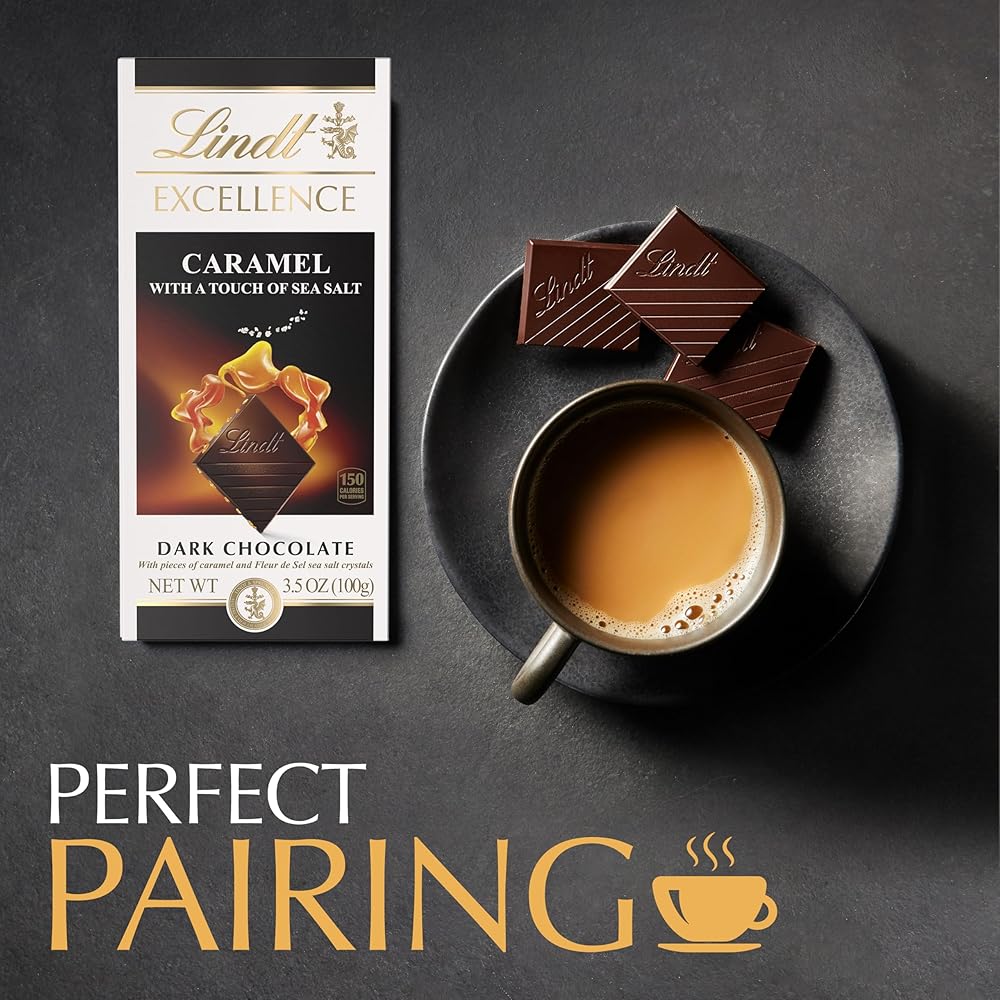 Lindt
EXCELLENCE
CARAMEL
WITH A TOUCH OF SEA SALT
Lindt
150
CALORIES
PER SERVING
DARK CHOCOLATE
With pieces of caramel and Fleur de Sel sea salt crystals
NET WT 3.5 OZ (100g)
Lindt
Lindt
PERFECT
PAIRING